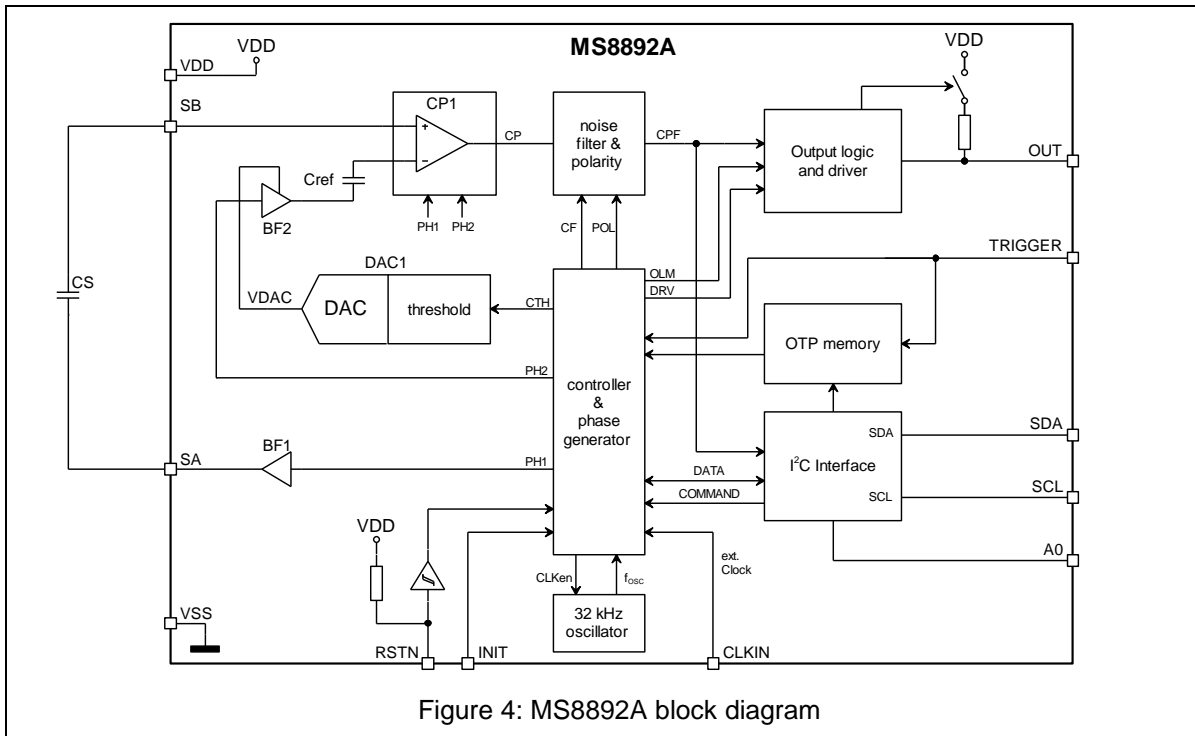 MS8892A
VDD
VDD
SB
CP1
+
−
CP
noise
filter &
polarity
CPF
Output logic
and driver
VDD
OUT
Cref
BF2
PH1
PH2
CF
POL
TRIGGER
CS
DAC1
VDAC
DAC
threshold
CTH
OLM
DRV
OTP memory
PH2
controller
&
phase
generator
SA
BF1
PH1
DATA
COMMAND
I²C Interface
SDA
SCL
SDA
SCL
A0
VDD
CLKen
fOSC
ext.
Clock
32 kHz
oscillator
VSS
RSTN
INIT
CLKIN
Figure 4: MS8892A block diagram